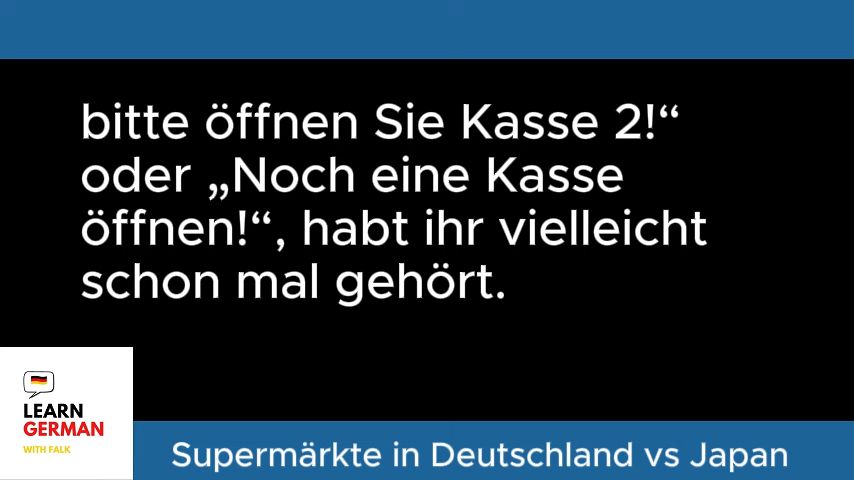 bitte öffnen Sie Kasse 2!“
oder „Noch eine Kasse
öffnen!“, habt ihr vielleicht
schon mal gehört.
LEARN
GERMAN
WITH FALK
Supermärkte in Deutschland vs Japan